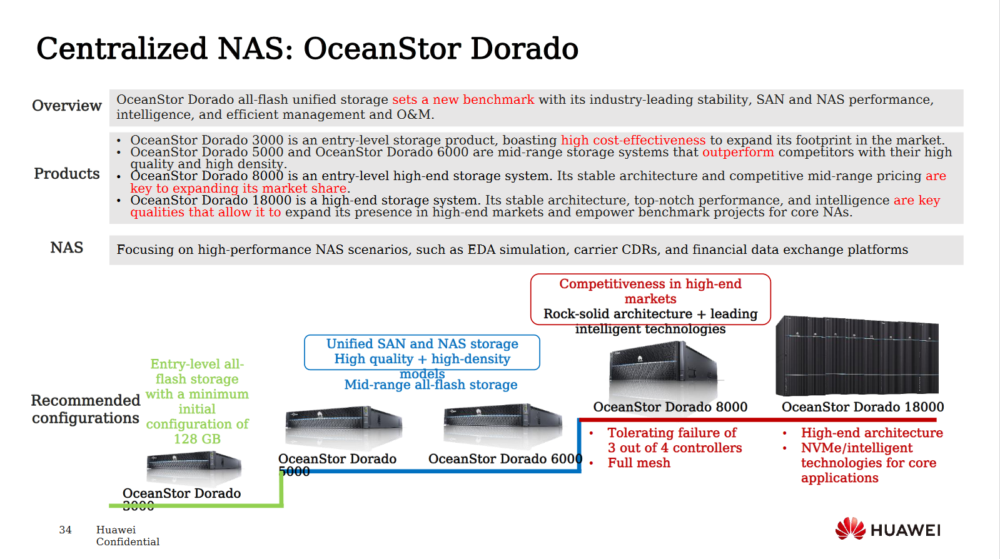 Centralized NAS: OceanStor Dorado
Overview
OceanStor Dorado all-flash unified storage sets a new benchmark with its industry-leading stability, SAN and NAS performance,
intelligence, and efficient management and O&M.
Products
• OceanStor Dorado 3000 is an entry-level storage product, boasting high cost-effectiveness to expand its footprint in the market.
• OceanStor Dorado 5000 and OceanStor Dorado 6000 are mid-range storage systems that outperform competitors with their high
quality and high density.
• OceanStor Dorado 8000 is an entry-level high-end storage system. Its stable architecture and competitive mid-range pricing are
key to expanding its market share.
• OceanStor Dorado 18000 is a high-end storage system. Its stable architecture, top-notch performance, and intelligence are key
qualities that allow it to expand its presence in high-end markets and empower benchmark projects for core NAs.
NAS
Focusing on high-performance NAS scenarios, such as EDA simulation, carrier CDRs, and financial data exchange platforms
Recommended
configurations
Entry-level all-
flash storage
with a minimum
initial
configuration of
128 GB
OceanStor Dorado
3000
Unified SAN and NAS storage
High quality + high-density
models
Mid-range all-flash storage
OceanStor Dorado
5000
OceanStor Dorado 6000
Competitiveness in high-end
markets
Rock-solid architecture + leading
intelligent technologies
OceanStor Dorado 8000
• Tolerating failure of
3 out of 4 controllers
• Full mesh
OceanStor Dorado 18000
• High-end architecture
• NVMe/intelligent
technologies for core
applications
34
Huawei
Confidential
HUAWEI